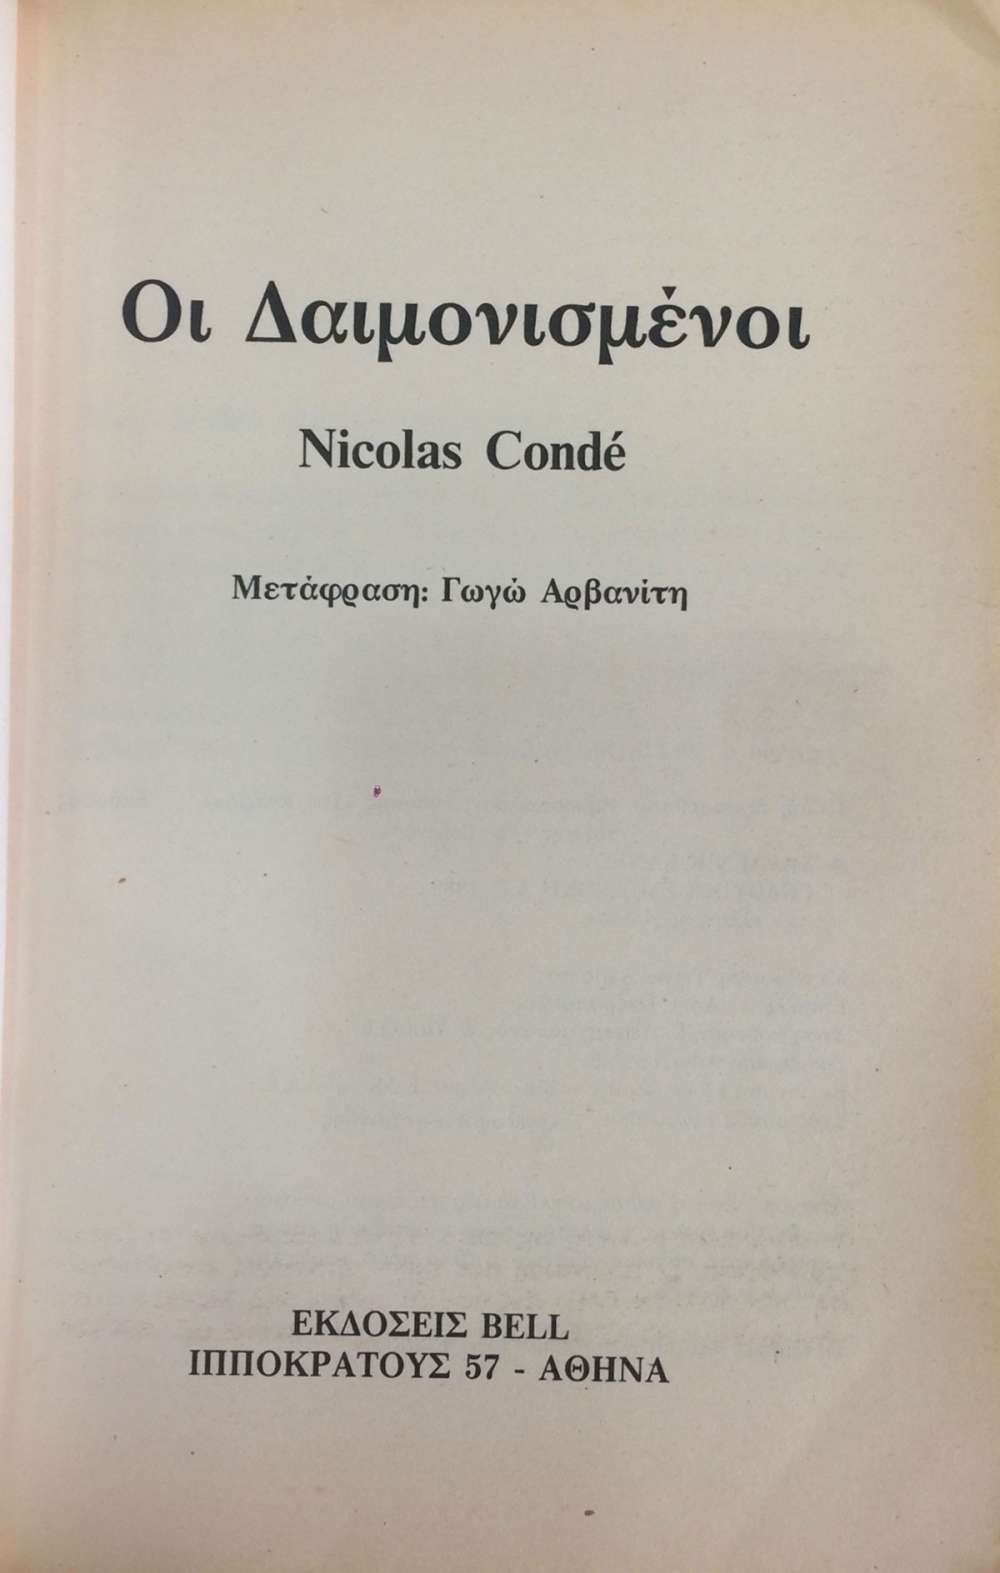 Οι Δαιμονισμένοι
Nicolas Condé
Μετάφραση: Γωγώ Αρβανίτη
ΕΚΔΟΣΕΙΣ BELL
ΙΠΠΟΚΡΑΤΟΥΣ 57 - ΑΘΗΝΑ